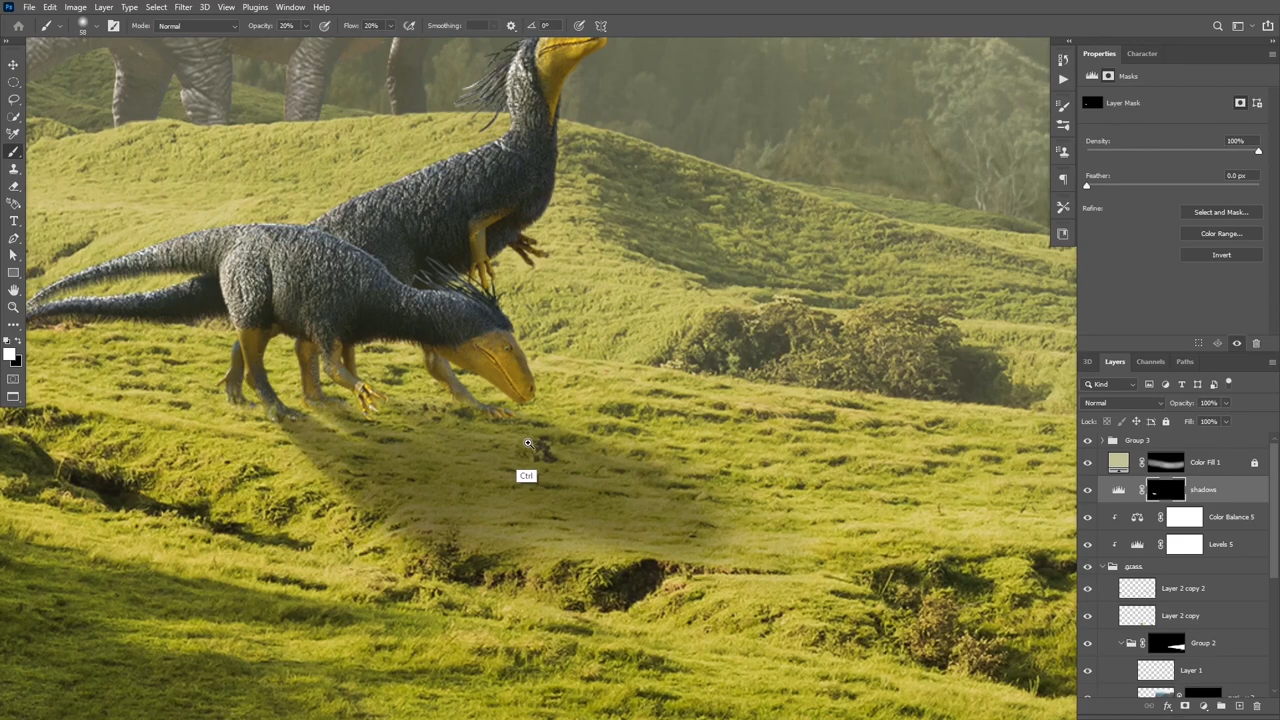 Ps File Edit Image Layer Type Select Filter 3D View Plugins Window Help
58 Mode: Normal Opacity: 20% Flow: 20% Smoothing: 0°
Properties Character
Masks
Layer Mask
Density: 100%
Feather: 0.0 px
Refine: Select and Mask...
Color Range...
Invert
3D Layers Channels Paths
Kind
Normal Opacity: 100%
Lock: Fill: 100%
Group 3
Color Fill 1
shadows
Color Balance 5
Levels 5
grass
Layer 2 copy 2
Layer 2 copy
Group 2
Layer 1
Ctrl